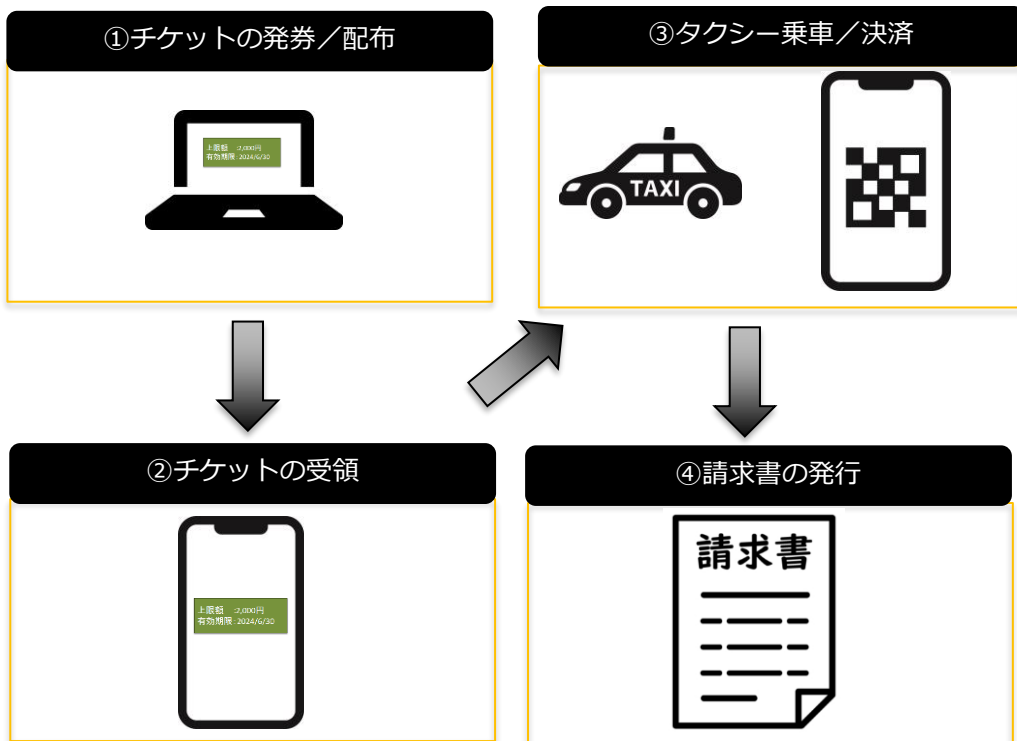 ①チケットの発券／配布
上限額　:2,000円
有効期限 :2024/6/30
②チケットの受領
上限額　:2,000円
有効期限 :2024/6/30
③タクシー乗車／決済
TAXI
④請求書の発行
請求書